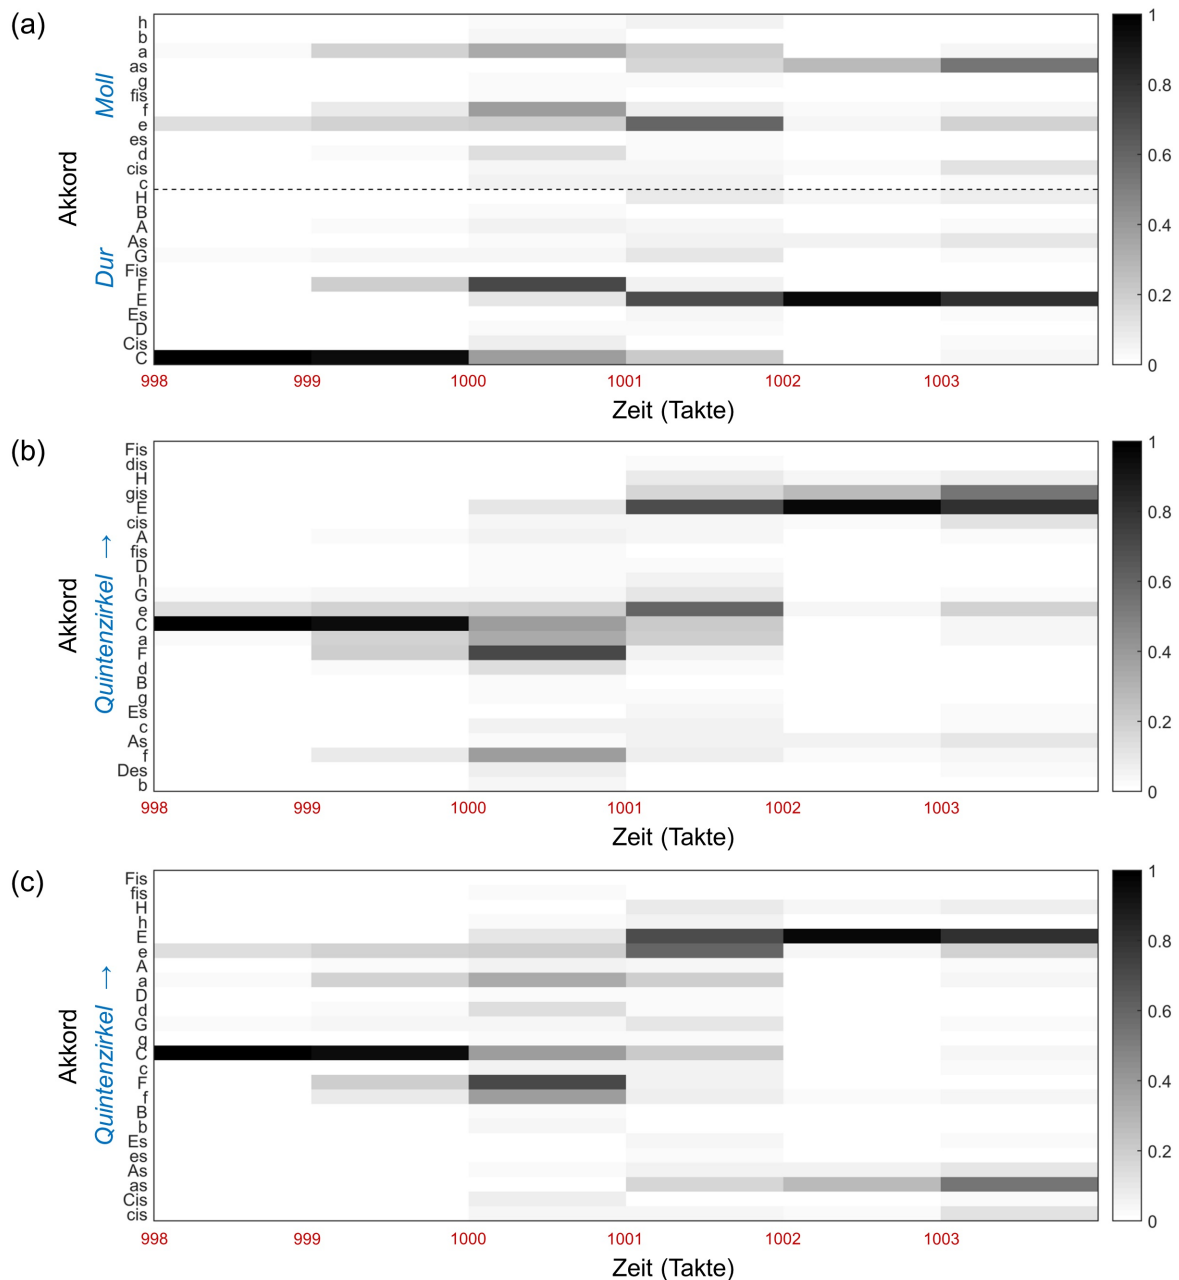 (a)
Akkord
Moll
Dur
h
b
a
as
g
fis
f
e
es
d
cis
c
H
B
A
As
G
Fis
F
E
Es
D
Cis
C
998 999 1000 1001 1002 1003
Zeit (Takte)
1
0.8
0.6
0.4
0.2
0
(b)
Akkord
Quintenzirkel →
Fis
dis
H
gis
E
cis
A
fis
D
h
G
e
C
a
F
d
B
g
Es
c
As
f
Des
b
998 999 1000 1001 1002 1003
Zeit (Takte)
1
0.8
0.6
0.4
0.2
0
(c)
Akkord
Quintenzirkel →
Fis
fis
H
h
E
e
A
a
D
d
G
g
C
c
F
f
B
b
Es
es
As
as
Cis
cis
998 999 1000 1001 1002 1003
Zeit (Takte)
1
0.8
0.6
0.4
0.2
0